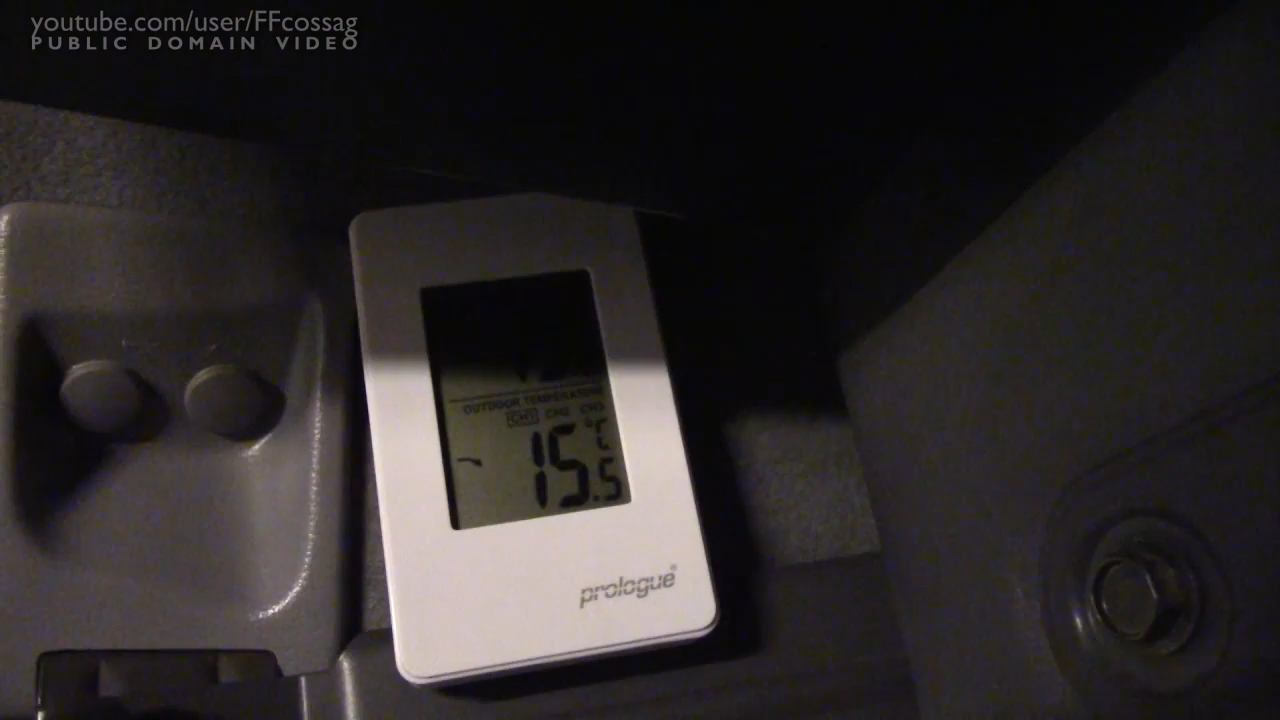 youtube.com/user/FFcossag
PUBLIC DOMAIN VIDEO
OUTDOOR TEMPERATURE
CH1 CH2 CH3
15.5 °C
prologue®